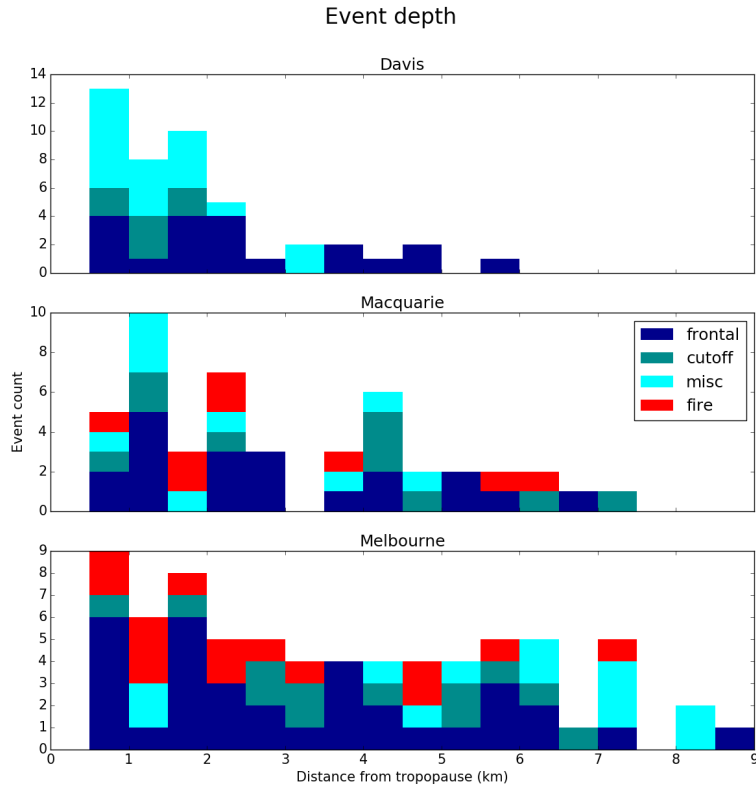 Event depth
Davis
14
12
10
8
6
4
2
0
Macquarie
10
8
6
4
2
0
Event count
frontal
cutoff
misc
fire
Melbourne
9
8
7
6
5
4
3
2
1
0
0 1 2 3 4 5 6 7 8 9
Distance from tropopause (km)